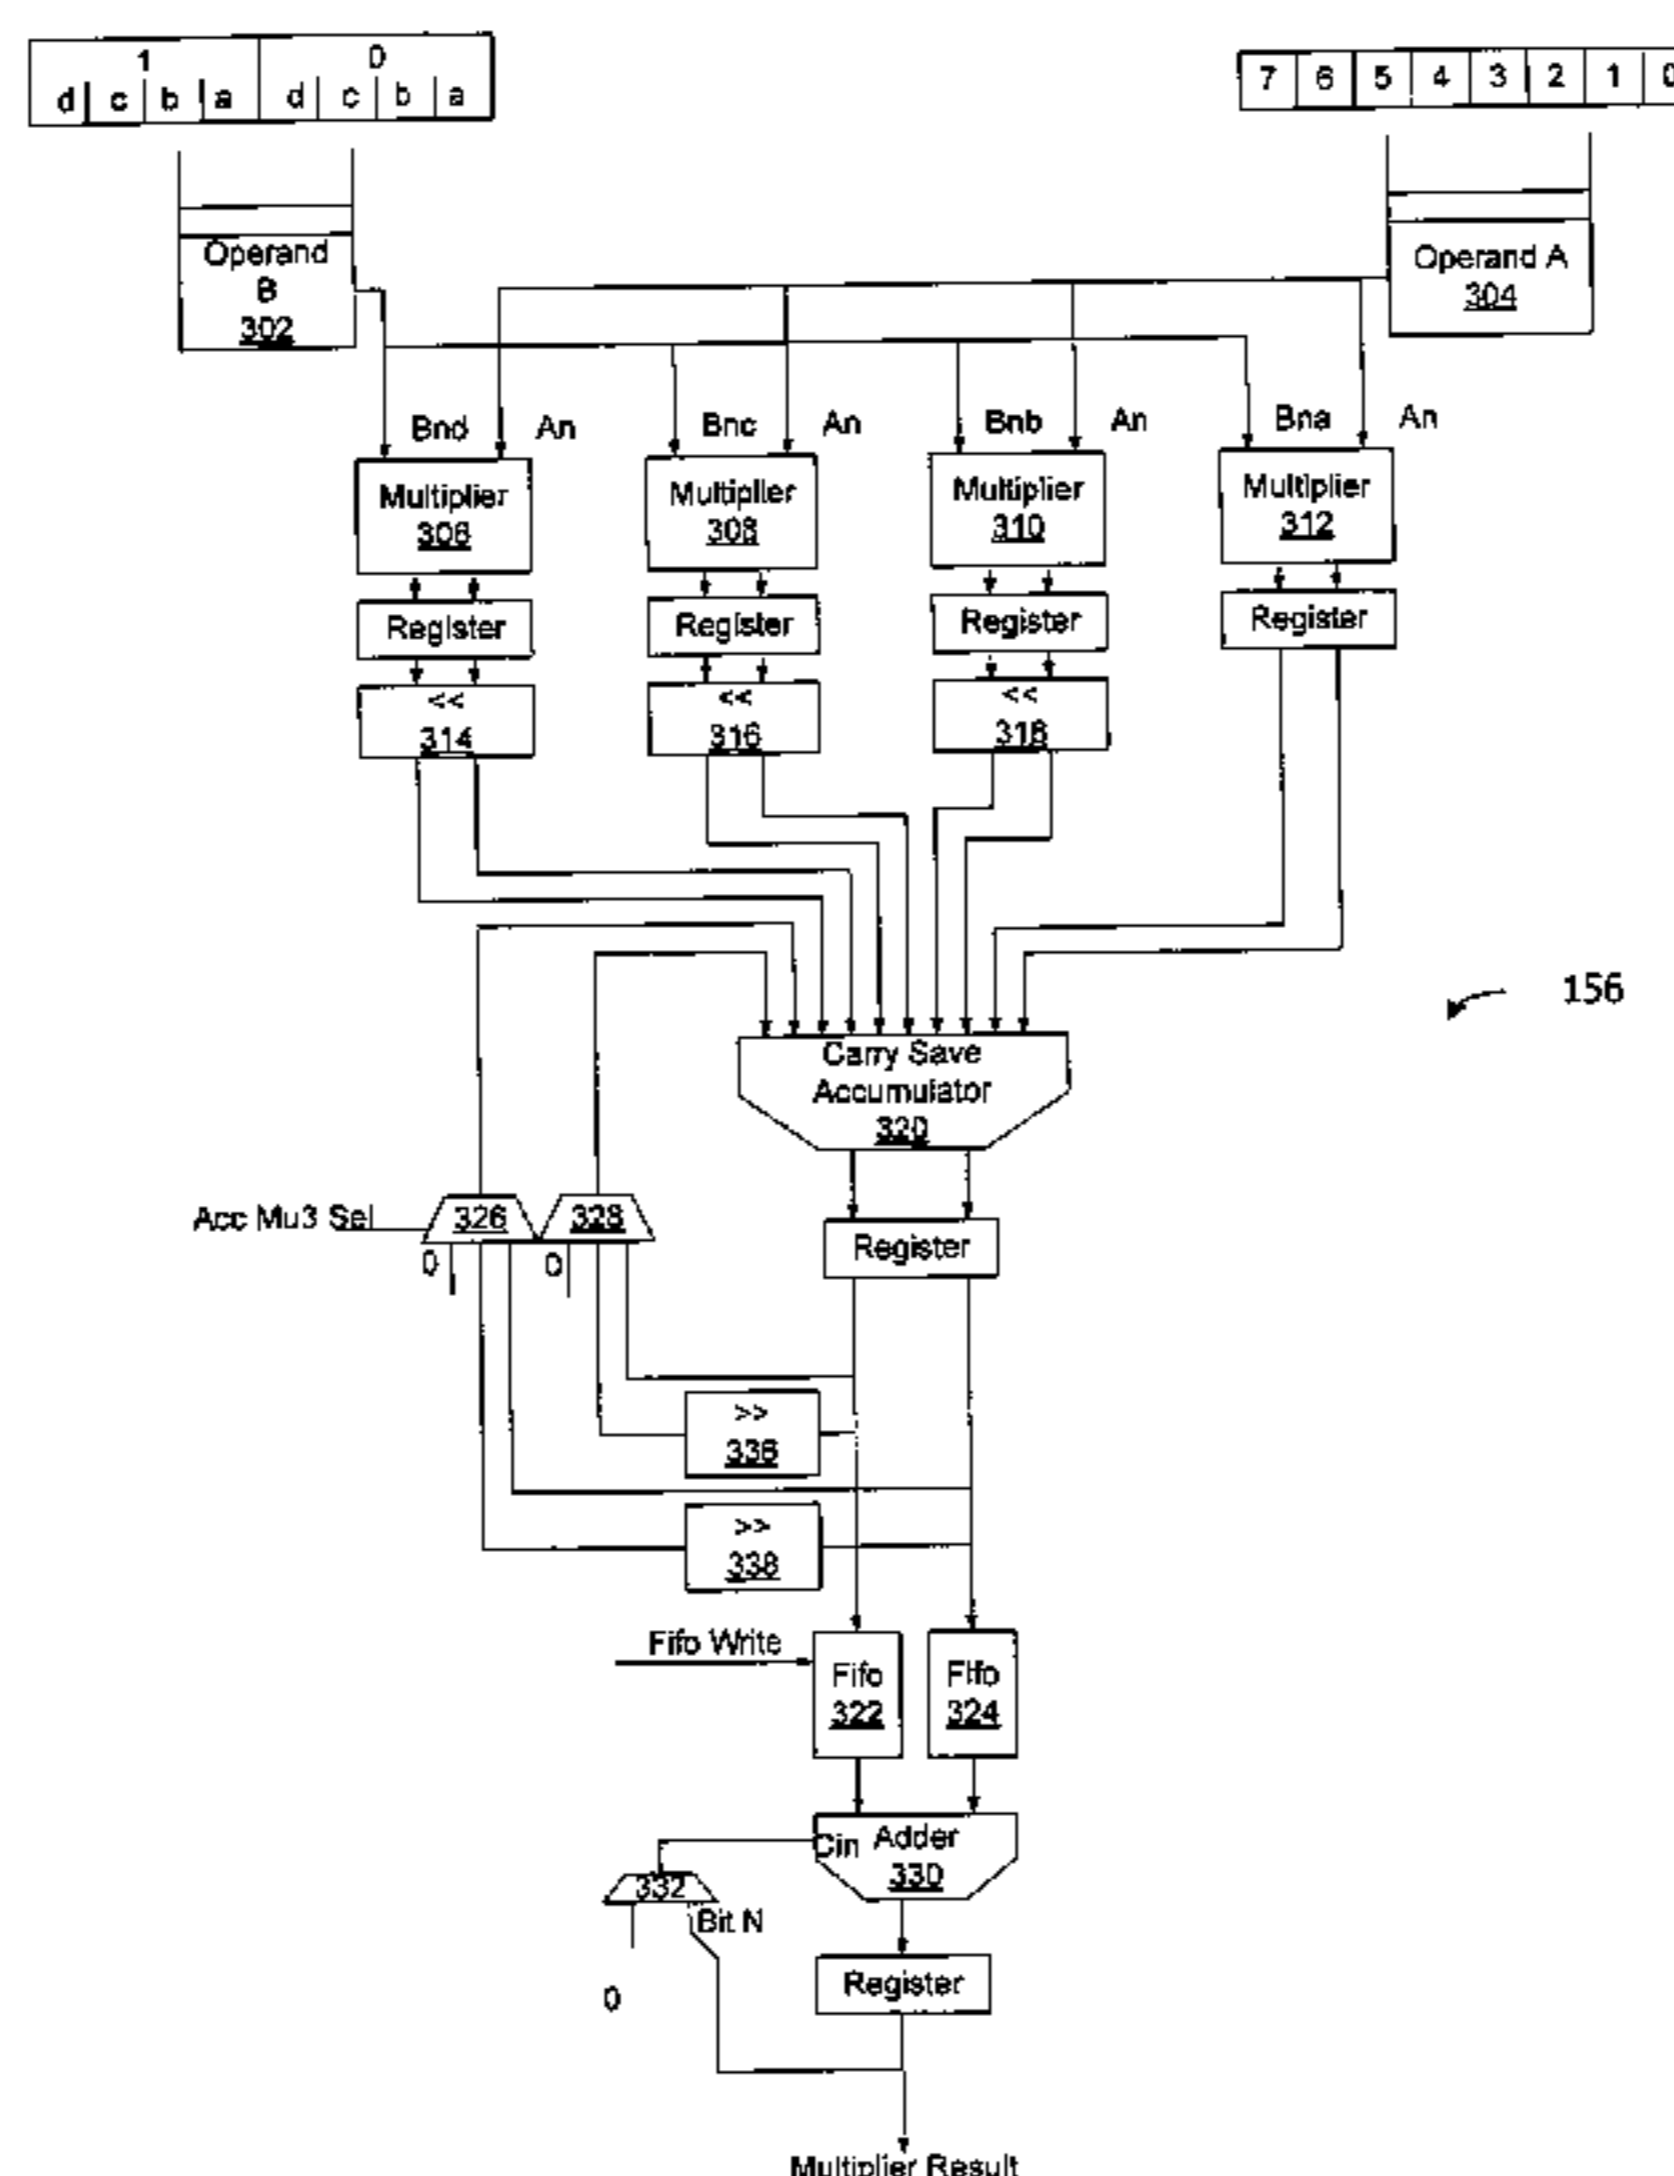 1 0
d c b a d c b a
7 6 5 4 3 2 1 0
Operand
B
302
Operand A
304
Bnd An Bnc An Bnb An Bna An
Multiplier
306
Multiplier
308
Multiplier
310
Multiplier
312
Register Register Register Register
<<
314
<<
316
<<
318
156
Carry Save
Accumulator
320
Acc Mu3 Sel
326 328
0 0
Register
>>
336
>>
338
Fifo Write
Fifo
322
Fifo
324
Cin Adder
330
332
Bit N
0
Register
Multiplier Result